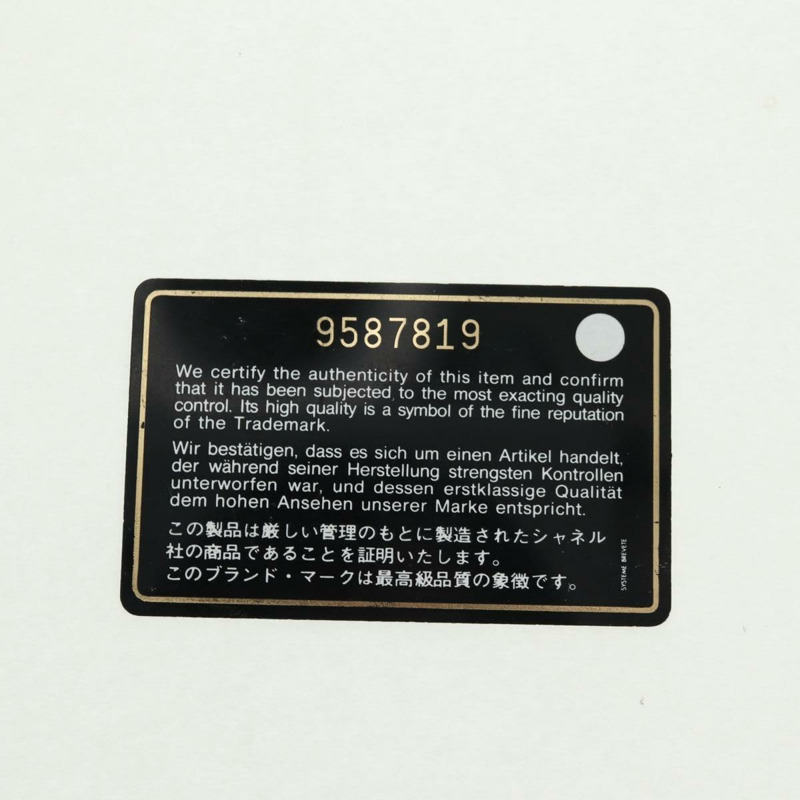 9587819
We certify the authenticity of this item and confirm
that it has been subjected to the most exacting quality
control. Its high quality is a symbol of the fine reputation
of the Trademark.
Wir bestätigen, dass es sich um einen Artikel handelt,
der während seiner Herstellung strengsten Kontrollen
unterworfen war, und dessen erstklassige Qualität
dem hohen Ansehen unserer Marke entspricht.
この製品は厳しい管理のもとに製造されたシャネル
社の商品であることを証明いたします。
このブランド・マークは最高級品質の象徴です。
SYSTEME BREVETE